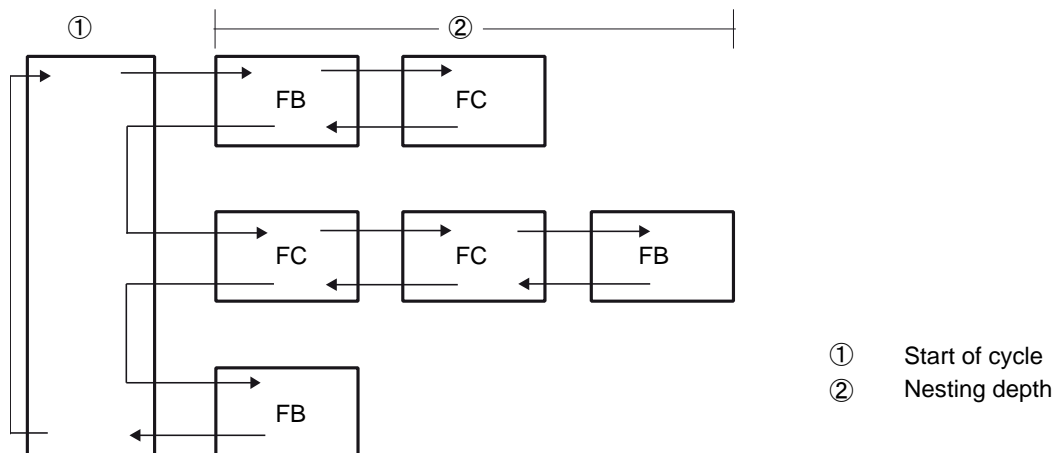 ① ②
FB FC
FC FC FB
① Start of cycle
② Nesting depth
FB